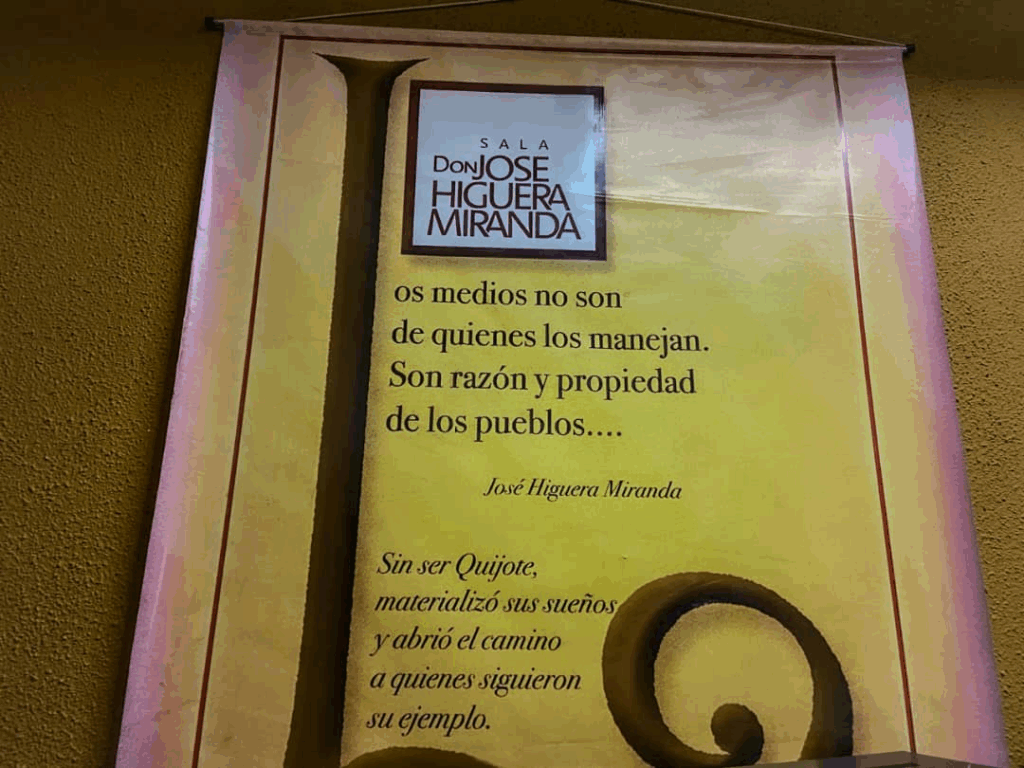 SALA
DON JOSE
HIGUERA
MIRANDA
Los medios no son
de quienes los manejan.
Son razón y propiedad
de los pueblos....
José Higuera Miranda
Sin ser Quijote,
materializó sus sueños
y abrió el camino
a quienes siguieron
su ejemplo.